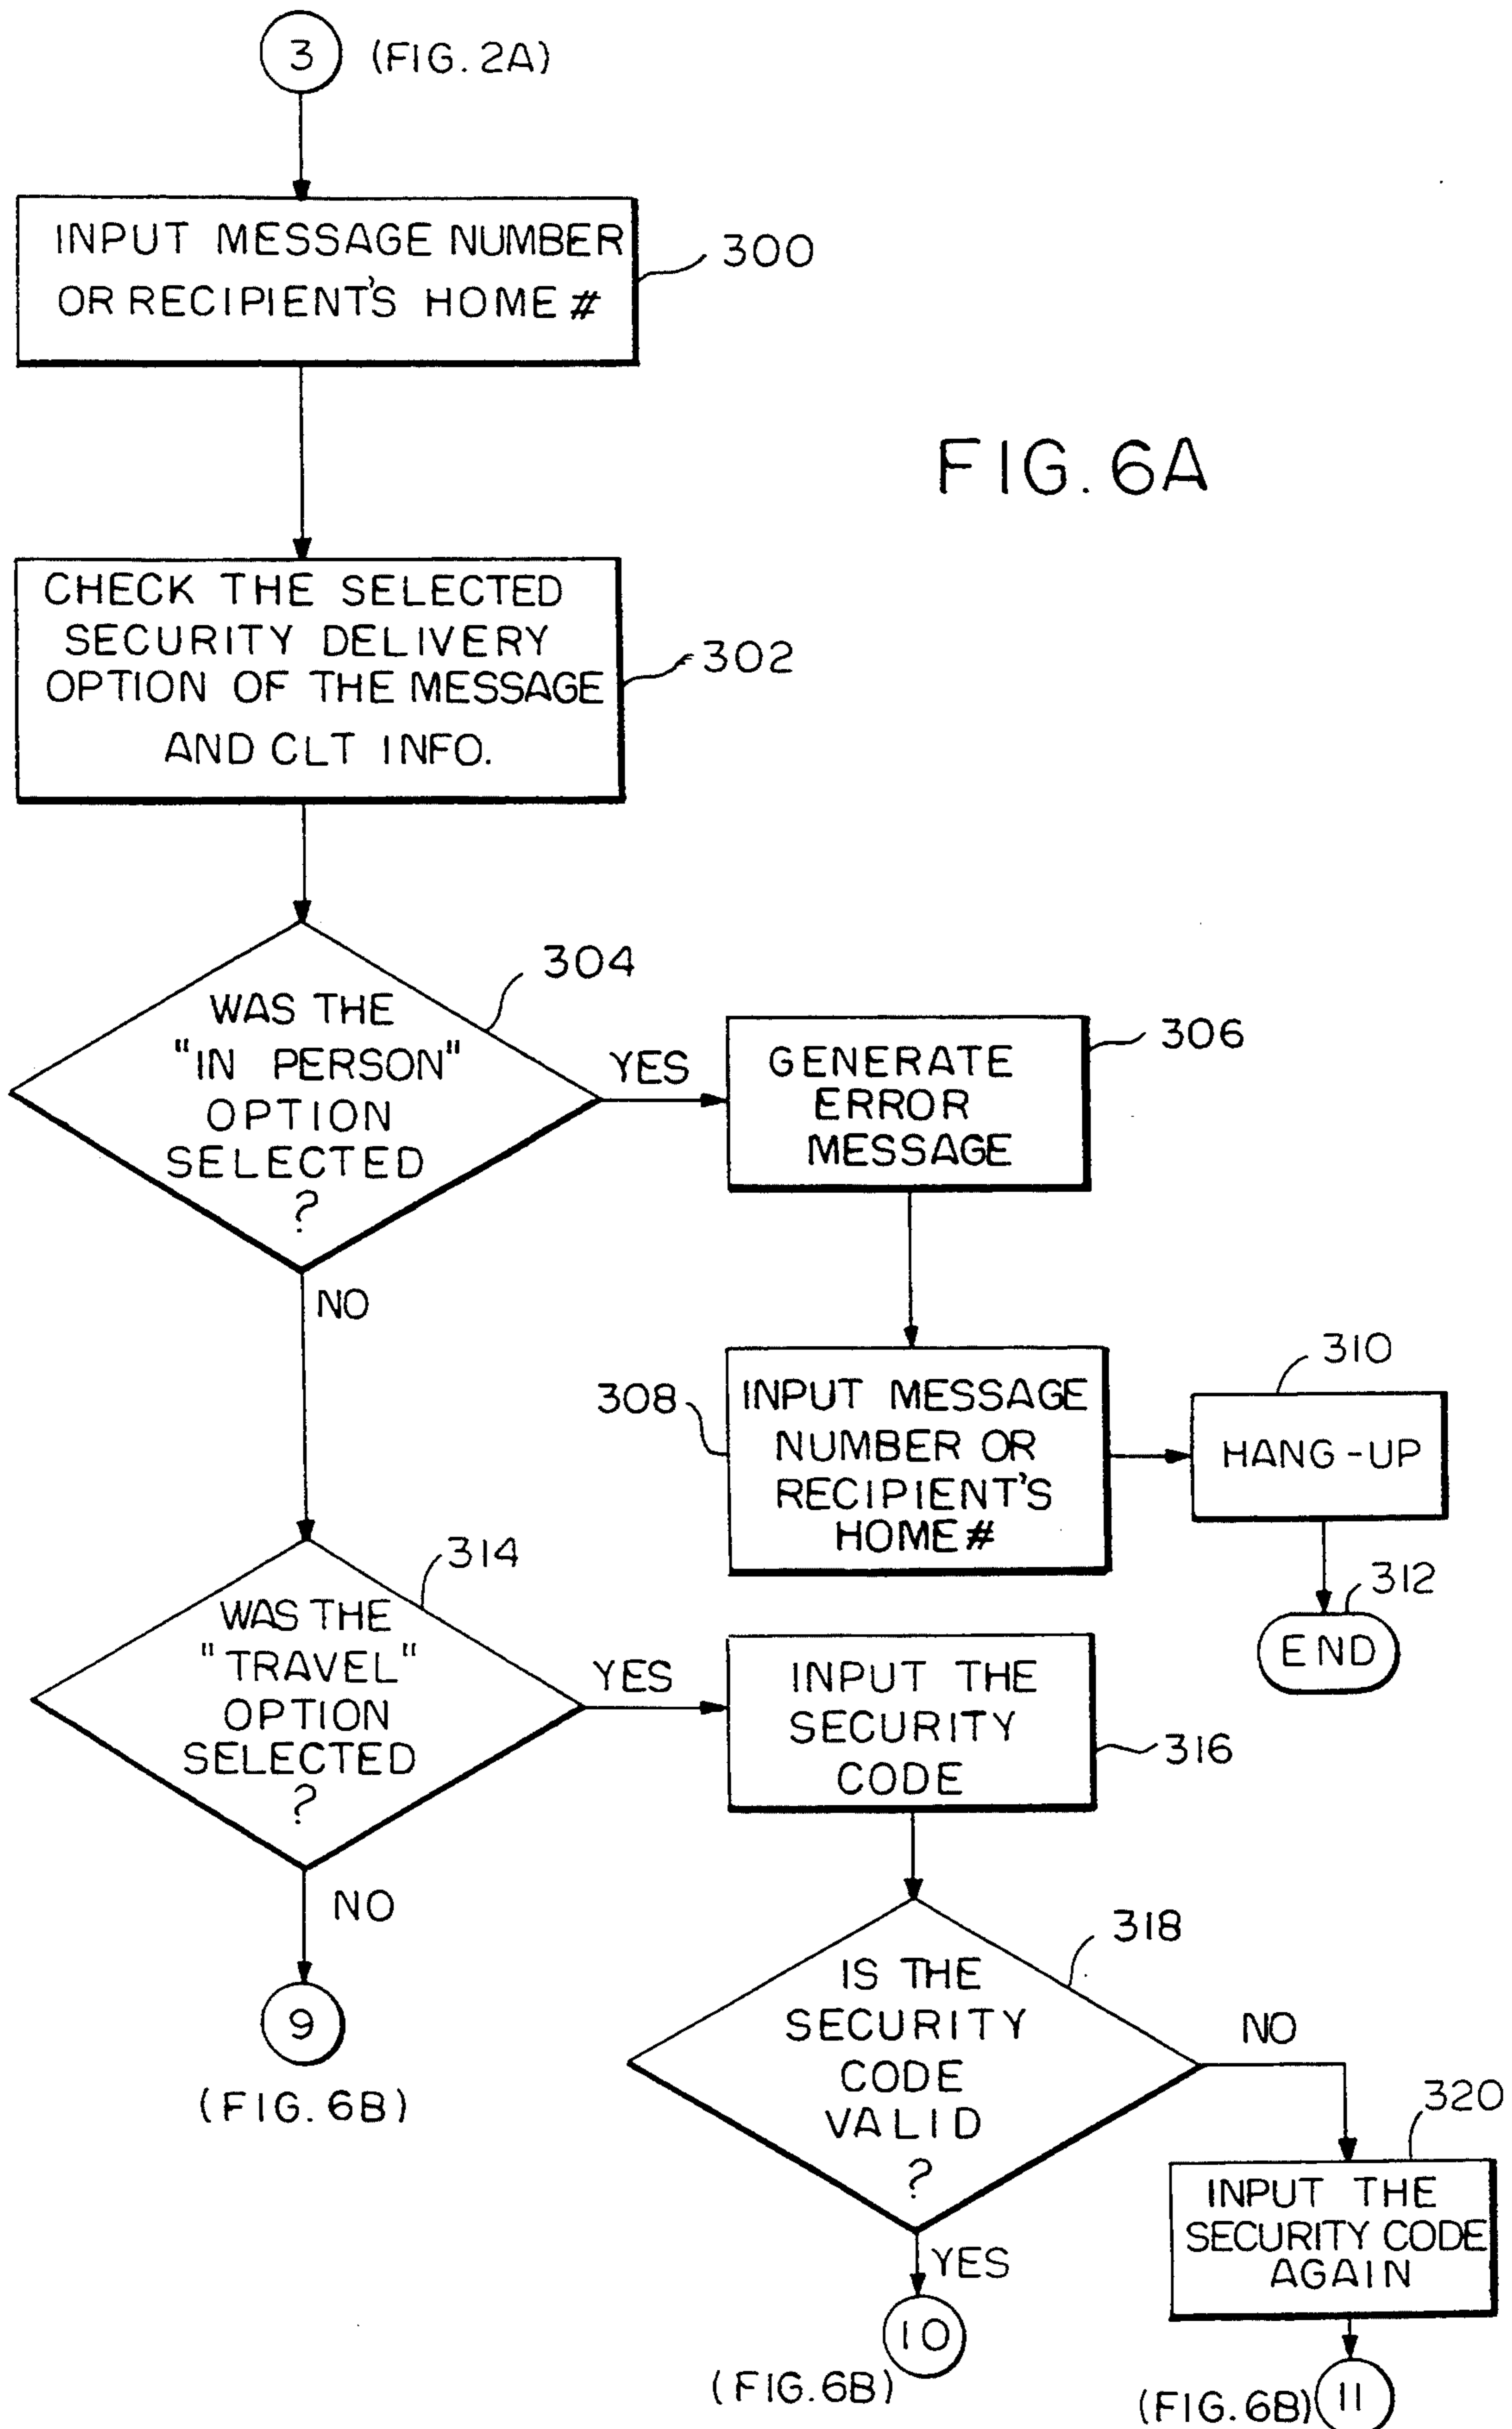 3 (FIG. 2A)
INPUT MESSAGE NUMBER
OR RECIPIENT'S HOME #
300
FIG. 6A
CHECK THE SELECTED
SECURITY DELIVERY
OPTION OF THE MESSAGE
AND CLT INFO.
302
304
WAS THE
"IN PERSON"
OPTION
SELECTED
?
YES
NO
306
GENERATE
ERROR
MESSAGE
308
INPUT MESSAGE
NUMBER OR
RECIPIENT'S
HOME #
310
HANG-UP
312
END
314
WAS THE
"TRAVEL"
OPTION
SELECTED
?
YES
NO
9
(FIG. 6B)
INPUT THE
SECURITY
CODE
316
318
IS THE
SECURITY
CODE
VALID
?
NO
YES
10
(FIG. 6B)
320
INPUT THE
SECURITY CODE
AGAIN
(FIG. 6B) 11